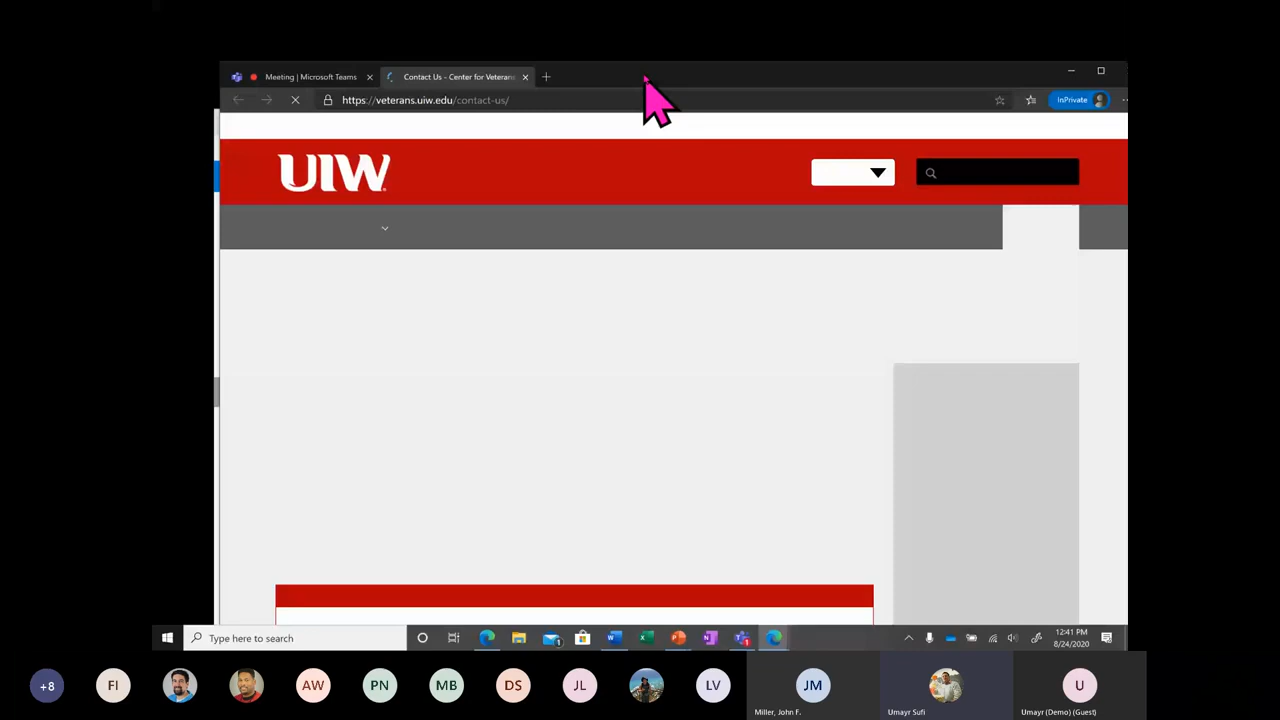 Meeting | Microsoft Teams
Contact Us - Center for Veterans
https://veterans.uiw.edu/contact-us/
InPrivate
UIW
Type here to search
1
1
12:41 PM
8/24/2020
+8
FI
AW
PN
MB
DS
JL
LV
JM
Miller, John F.
Umayr Sufi
U
Umayr (Demo) (Guest)